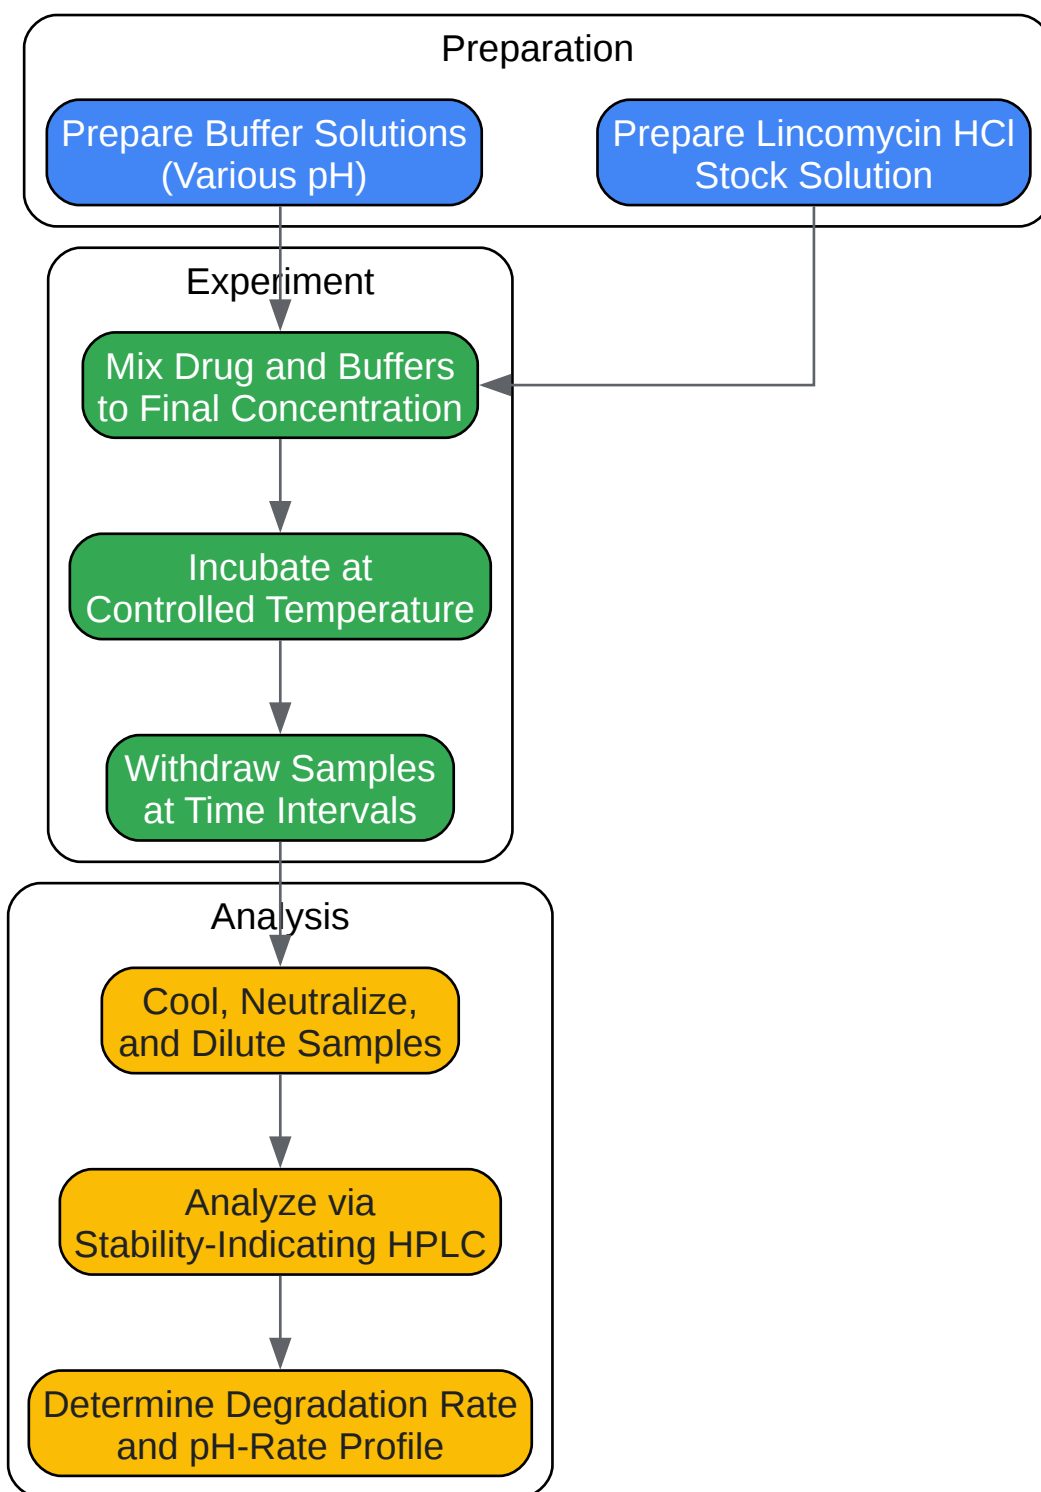 Preparation
Prepare Buffer Solutions
(Various pH)
Prepare Lincomycin HCl
Stock Solution
Experiment
Mix Drug and Buffers
to Final Concentration
Incubate at
Controlled Temperature
Withdraw Samples
at Time Intervals
Analysis
Cool, Neutralize,
and Dilute Samples
Analyze via
Stability-Indicating HPLC
Determine Degradation Rate
and pH-Rate Profile